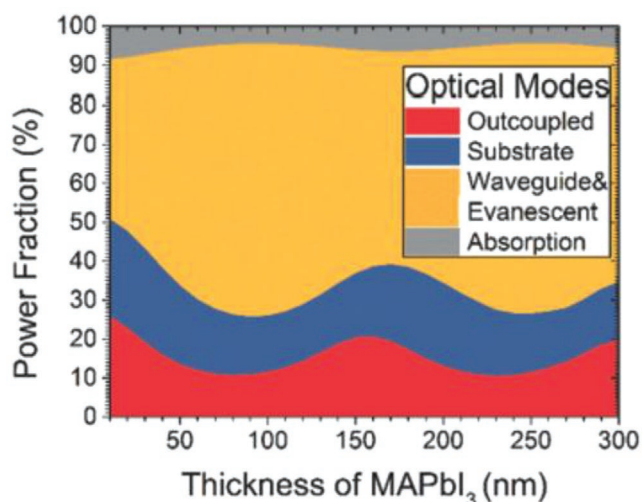 100
90
80
70
60
50
40
30
20
10
0
Power Fraction (%)
Optical Modes
Outcoupled
Substrate
Waveguide&
Evanescent
Absorption
50 100 150 200 250 300
Thickness of MAPbI₃ (nm)